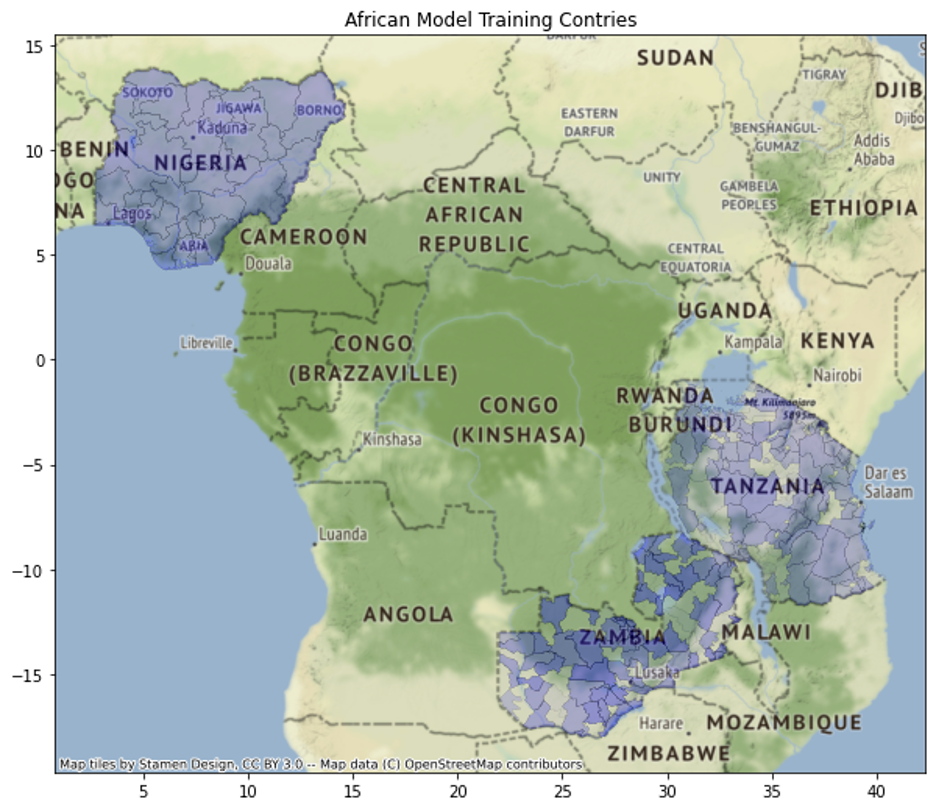 African Model Training Contries
15
10
5
0
−5
−10
−15
5
10
15
20
25
30
35
40
SUDAN
TIGRAY
DJIB
Djibo
SOKOTO
JIGAWA
BORNO
Kaduna
EASTERN
DARFUR
BENSHANGUL-
GUMAZ
Addis
Ababa
BENIN
NIGERIA
OGO
NA
Lagos
ABIA
CENTRAL
AFRICAN
REPUBLIC
UNITY
GAMBELA
PEOPLES
ETHIOPIA
CAMEROON
Douala
CENTRAL
EQUATORIA
UGANDA
Kampala
KENYA
Libreville
CONGO
(BRAZZAVILLE)
Nairobi
RWANDA
BURUNDI
Mt. Kilimanjaro
5895m
CONGO
(KINSHASA)
Kinshasa
TANZANIA
Dar es
Salaam
Luanda
ANGOLA
ZAMBIA
MALAWI
Lusaka
Harare
MOZAMBIQUE
ZIMBABWE
Map tiles by Stamen Design, CC BY 3.0 -- Map data (C) OpenStreetMap contributors